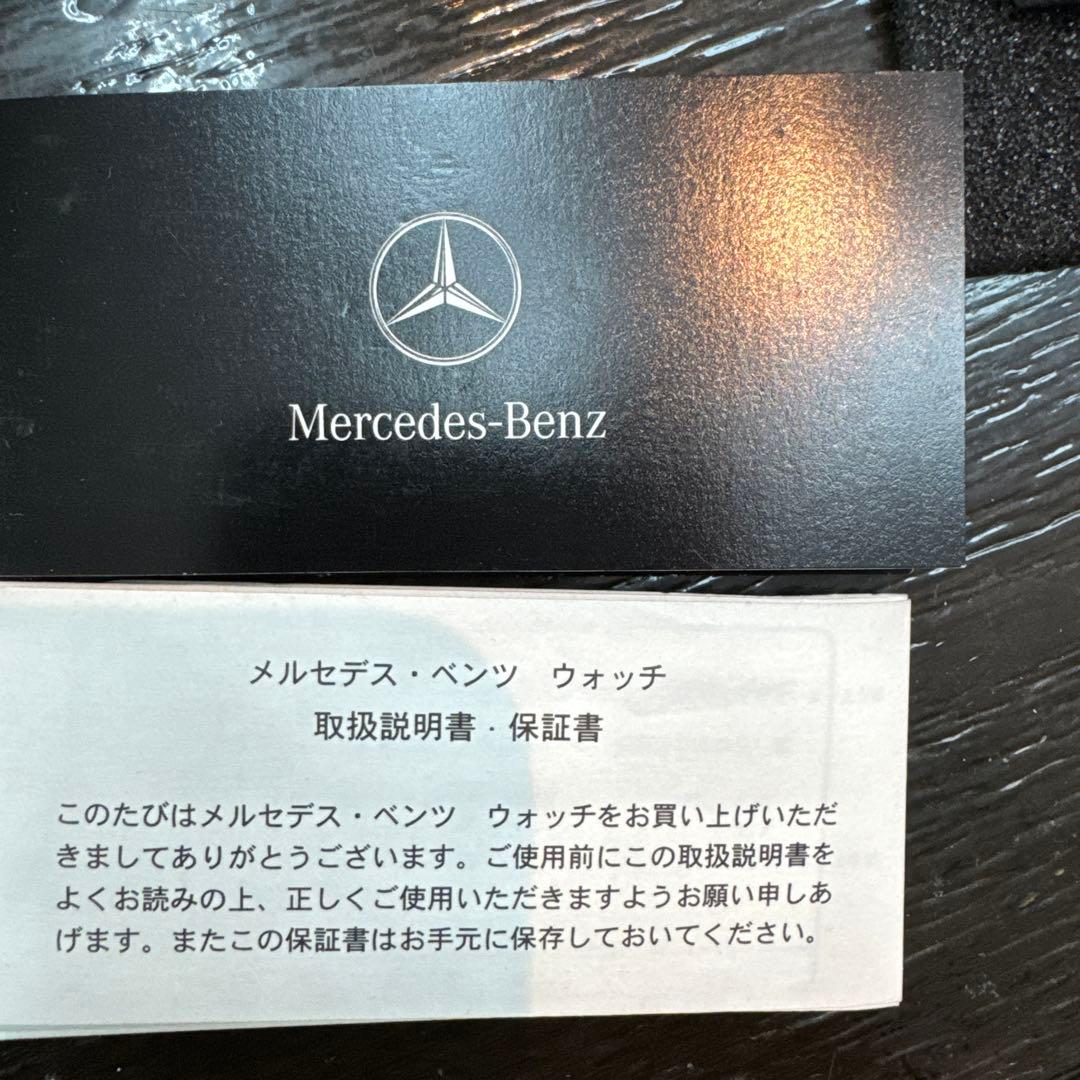 Mercedes-Benz
メルセデス・ベンツ　ウォッチ
取扱説明書・保証書
このたびはメルセデス・ベンツ　ウォッチをお買い上げいただ
きましてありがとうございます。ご使用前にこの取扱説明書を
よくお読みの上、正しくご使用いただきますようお願い申しあ
げます。またこの保証書はお手元に保存しておいてください。